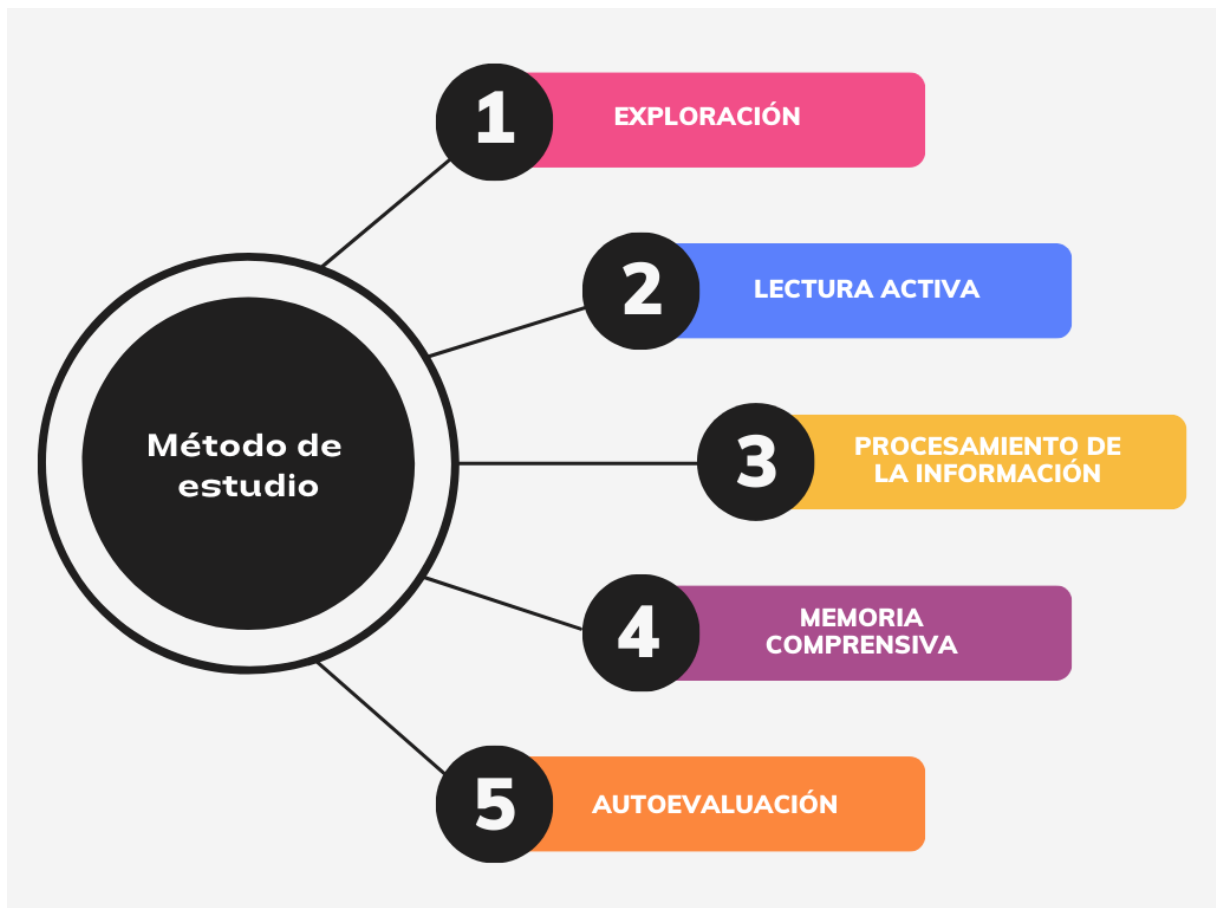 1
EXPLORACIÓN
2
LECTURA ACTIVA
Método de
estudio
3
PROCESAMIENTO DE
LA INFORMACIÓN
4
MEMORIA
COMPRENSIVA
5
AUTOEVALUACIÓN